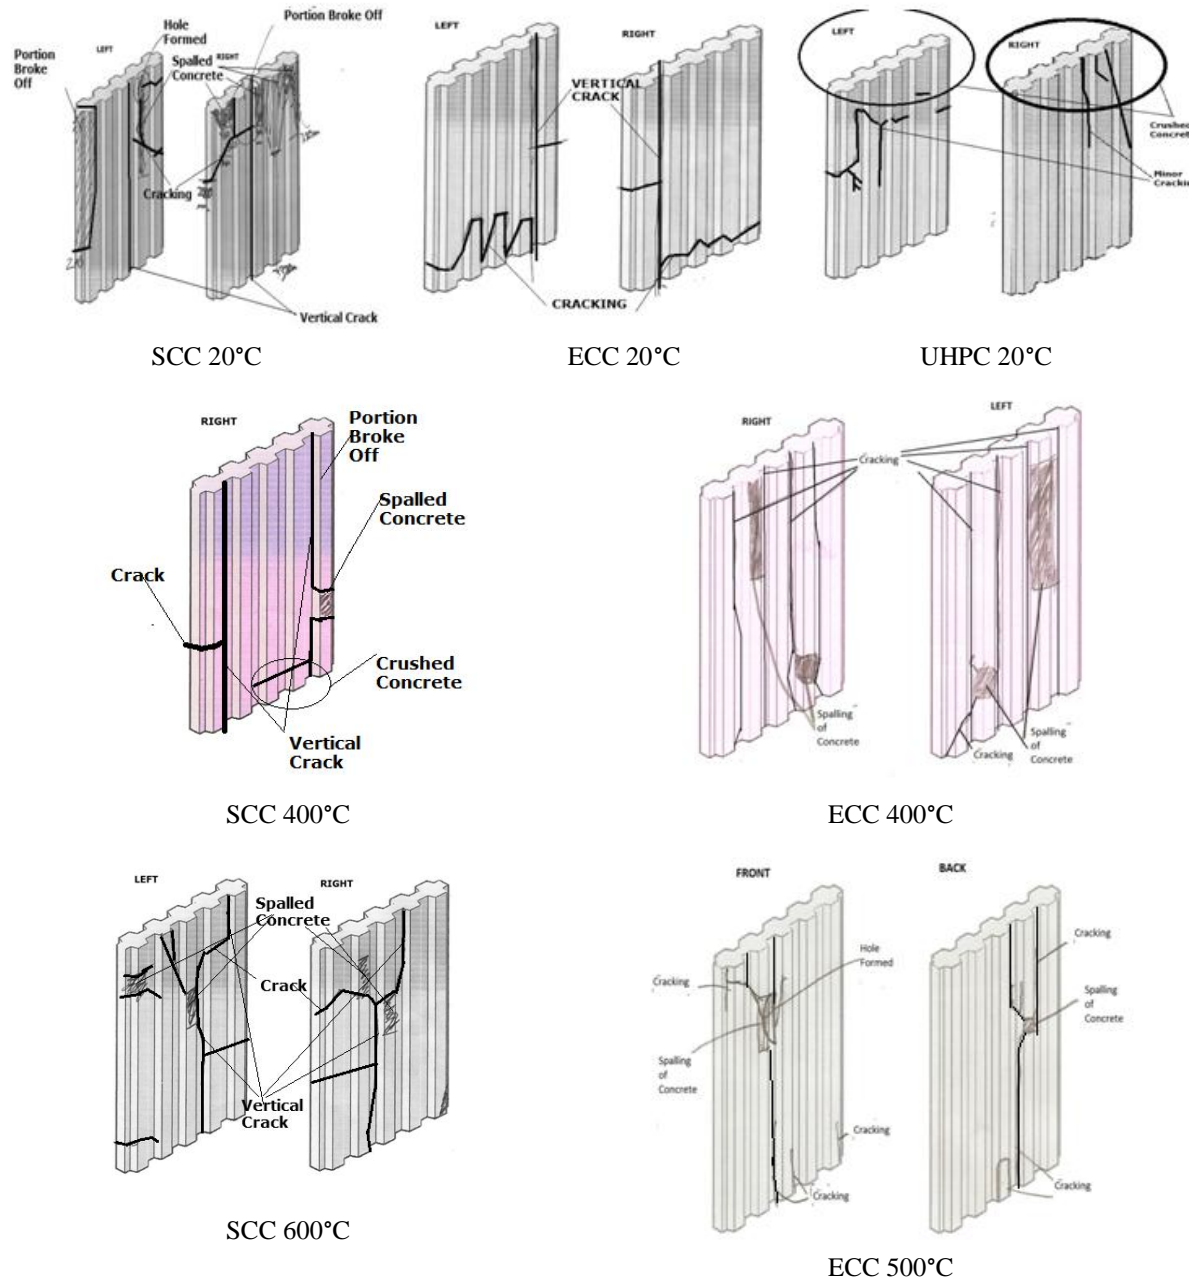 Portion Broke Off
Hole
Formed
LEFT
Portion
Broke
Off
Spalled
Concrete
RIGHT
Cracking
210
Vertical Crack
SCC 20°C
LEFT
RIGHT
VERTICAL
CRACK
CRACKING
ECC 20°C
LEFT
RIGHT
Crushed
Concret
Minor
Crackin
UHPC 20°C
RIGHT
Portion
Broke
Off
Spalled
Concrete
Crack
Crushed
Concrete
Vertical
Crack
SCC 400°C
RIGHT
LEFT
Cracking
Spalling
of
Concrete
Cracking
Spalling
of
Concrete
ECC 400°C
LEFT
RIGHT
Spalled
Concrete
Crack
Vertical
Crack
SCC 600°C
FRONT
BACK
Cracking
Hole
Formed
Spalling
of
Concrete
Cracking
Cracking
Cracking
Spalling
of
Concrete
Cracking
ECC 500°C